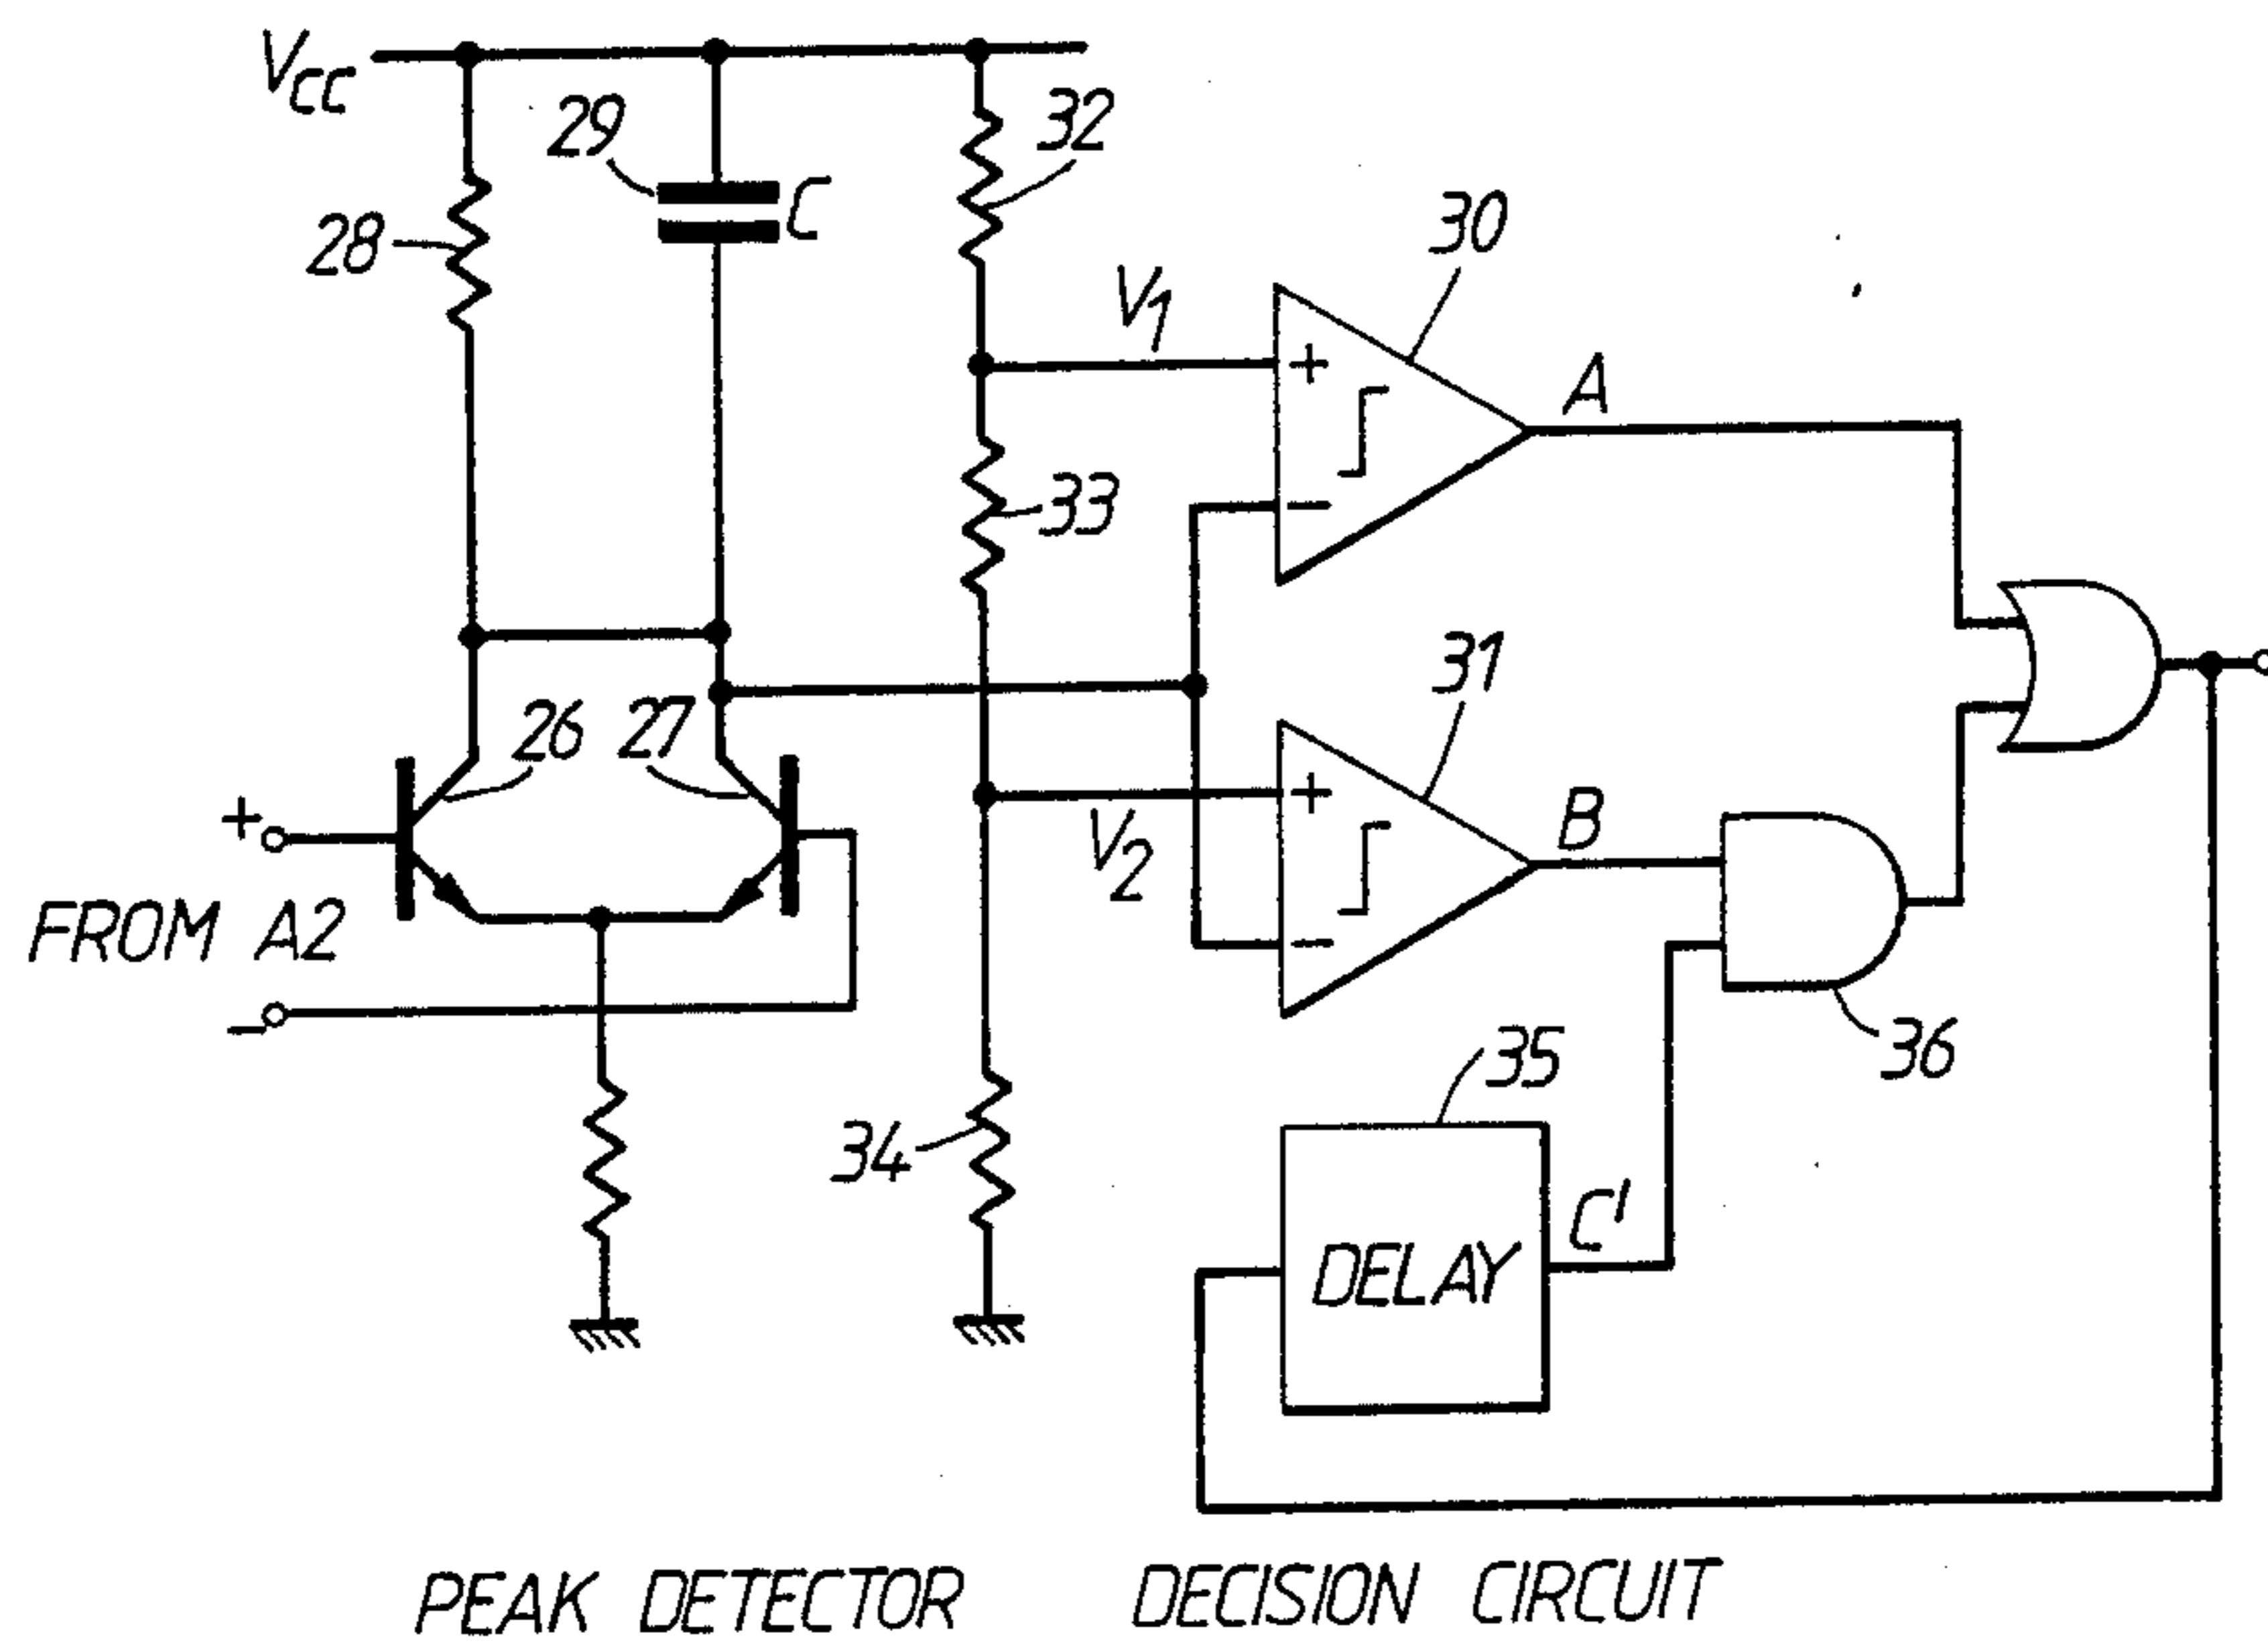 VCC
29
C
32
28
30
V1
A
33
31
26
27
+
−
+
FROM A2
−
V2
+
−
B
36
35
34
DELAY
C'
PEAK DETECTOR
DECISION CIRCUIT